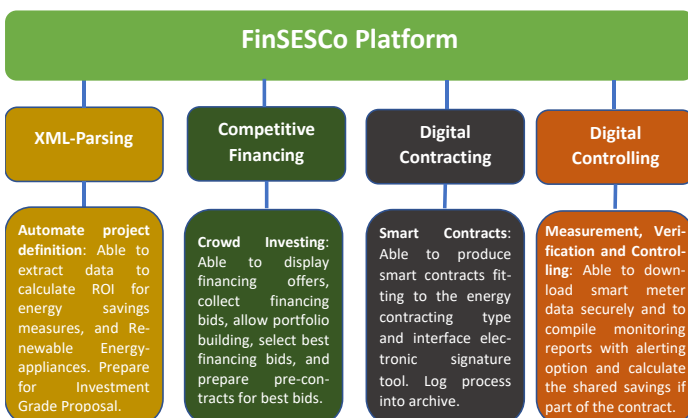 FinSESCo Platform
XML-Parsing
Competitive
Financing
Digital
Contracting
Digital
Controlling
Automate project
definition: Able to
extract data to
calculate ROI for
energy savings
measures, and Re-
newable Energy-
appliances. Prepare
for Investment
Grade Proposal.
Crowd Investing:
Able to display
financing offers,
collect financing
bids, allow portfolio
building, select best
financing bids, and
prepare pre-con-
tracts for best bids.
Smart Contracts:
Able to produce
smart contracts fit-
ting to the energy
contracting type
and interface elec-
tronic signature
tool. Log process
into archive.
Measurement, Veri-
fication and Control-
ling: Able to down-
load smart meter
data securely and to
compile monitoring
reports with alerting
option and calculate
the shared savings if
part of the contract.